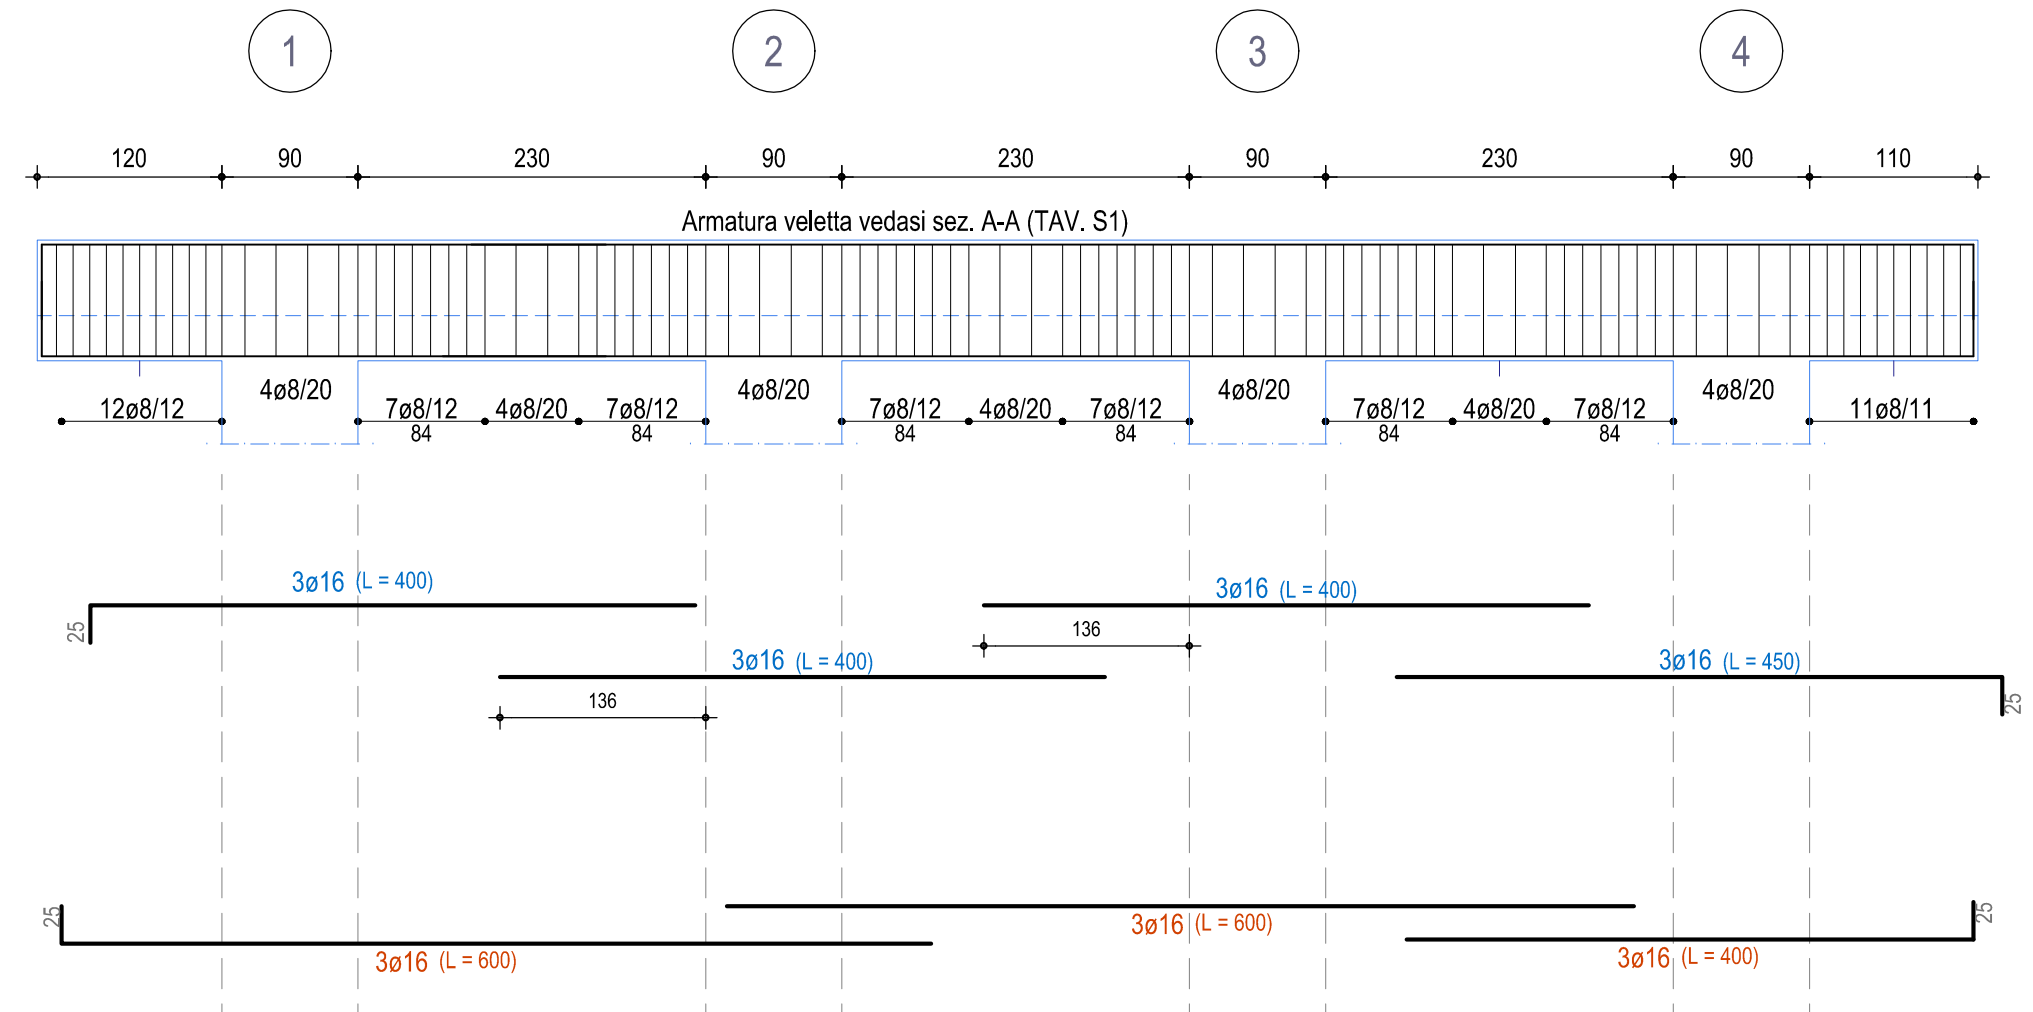 1 2 3 4
120 90 230 90 230 90 230 90 110
Armatura veletta vedasi sez. A-A (TAV. S1)
4ø8/20 4ø8/20 4ø8/20 4ø8/20
12ø8/12 7ø8/12 4ø8/20 7ø8/12 7ø8/12 4ø8/20 7ø8/12 7ø8/12 4ø8/20 7ø8/12 11ø8/11
84 84 84 84 84 84
3ø16 (L = 400) 3ø16 (L = 400)
25 136
3ø16 (L = 400) 3ø16 (L = 450)
136 25
25 3ø16 (L = 600) 25
3ø16 (L = 600) 3ø16 (L = 400)